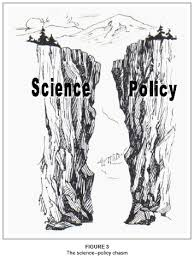 Science Policy
FIGURE 3
The science–policy chasm